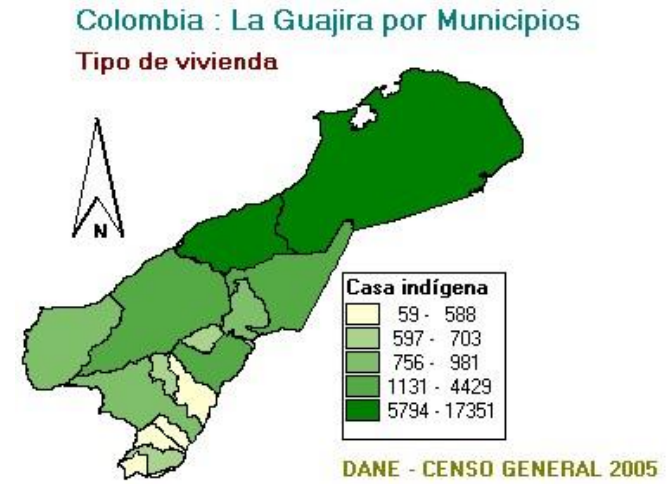 Colombia : La Guajira por Municipios
Tipo de vivienda
N
Casa indígena
59 - 588
597 - 703
756 - 981
1131 - 4429
5794 - 17351
DANE - CENSO GENERAL 2005